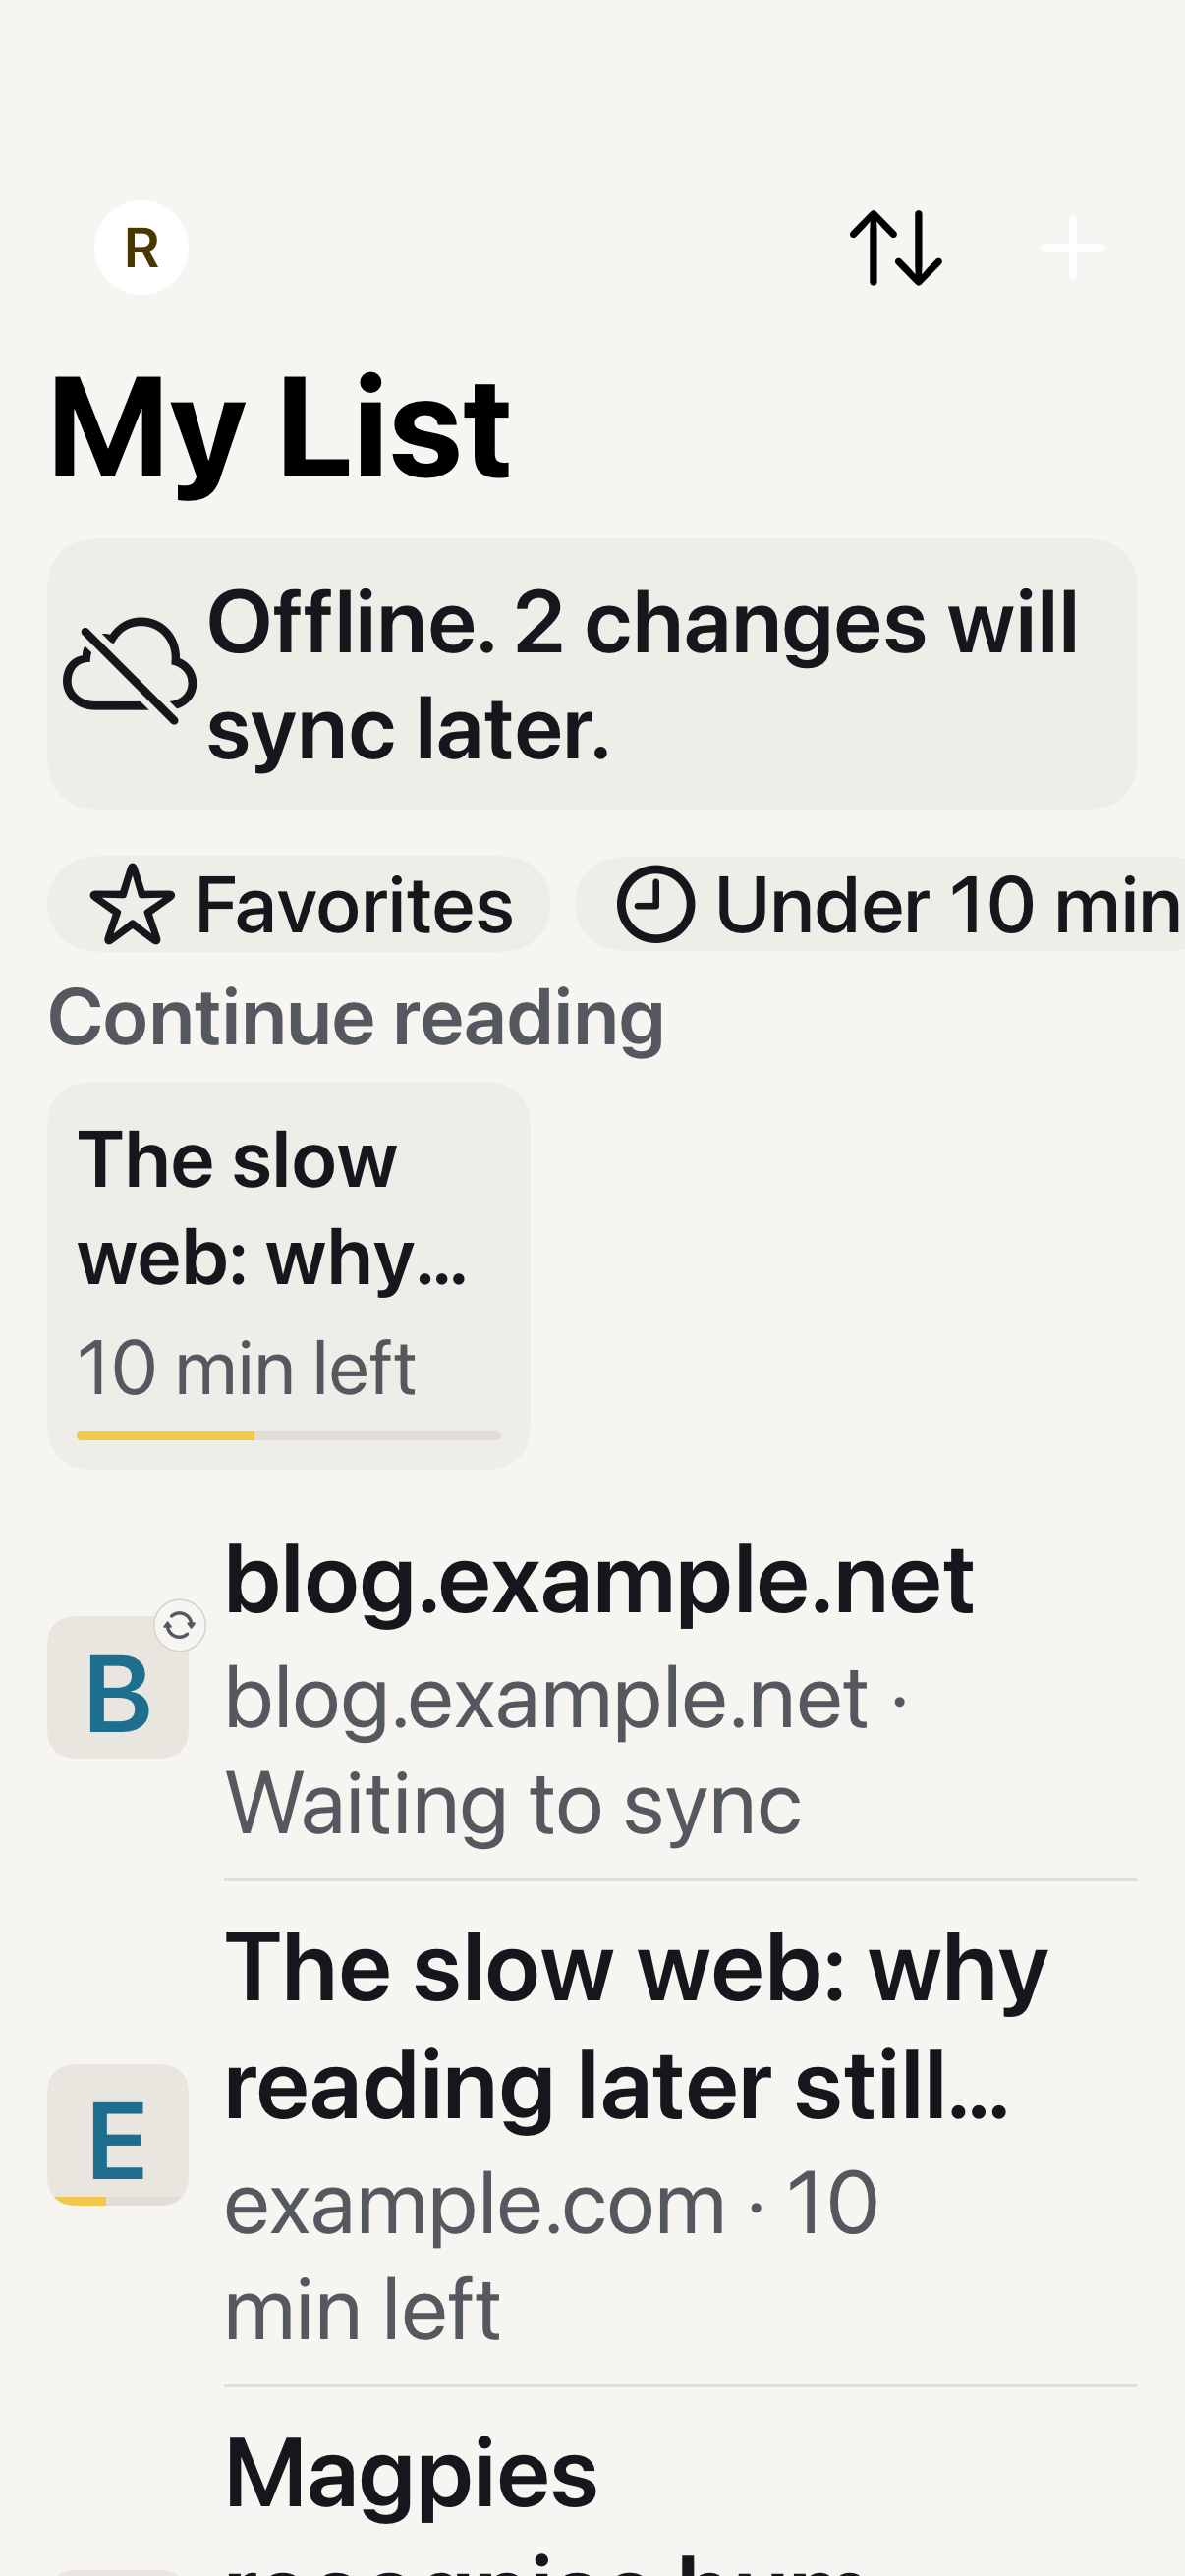 R
My List
Offline. 2 changes will
sync later.
Favorites
Under 10 min
Continue reading
The slow
web: why…
10 min left
blog.example.net
B
blog.example.net ·
Waiting to sync
The slow web: why
reading later still…
E
example.com · 10
min left
Magpies